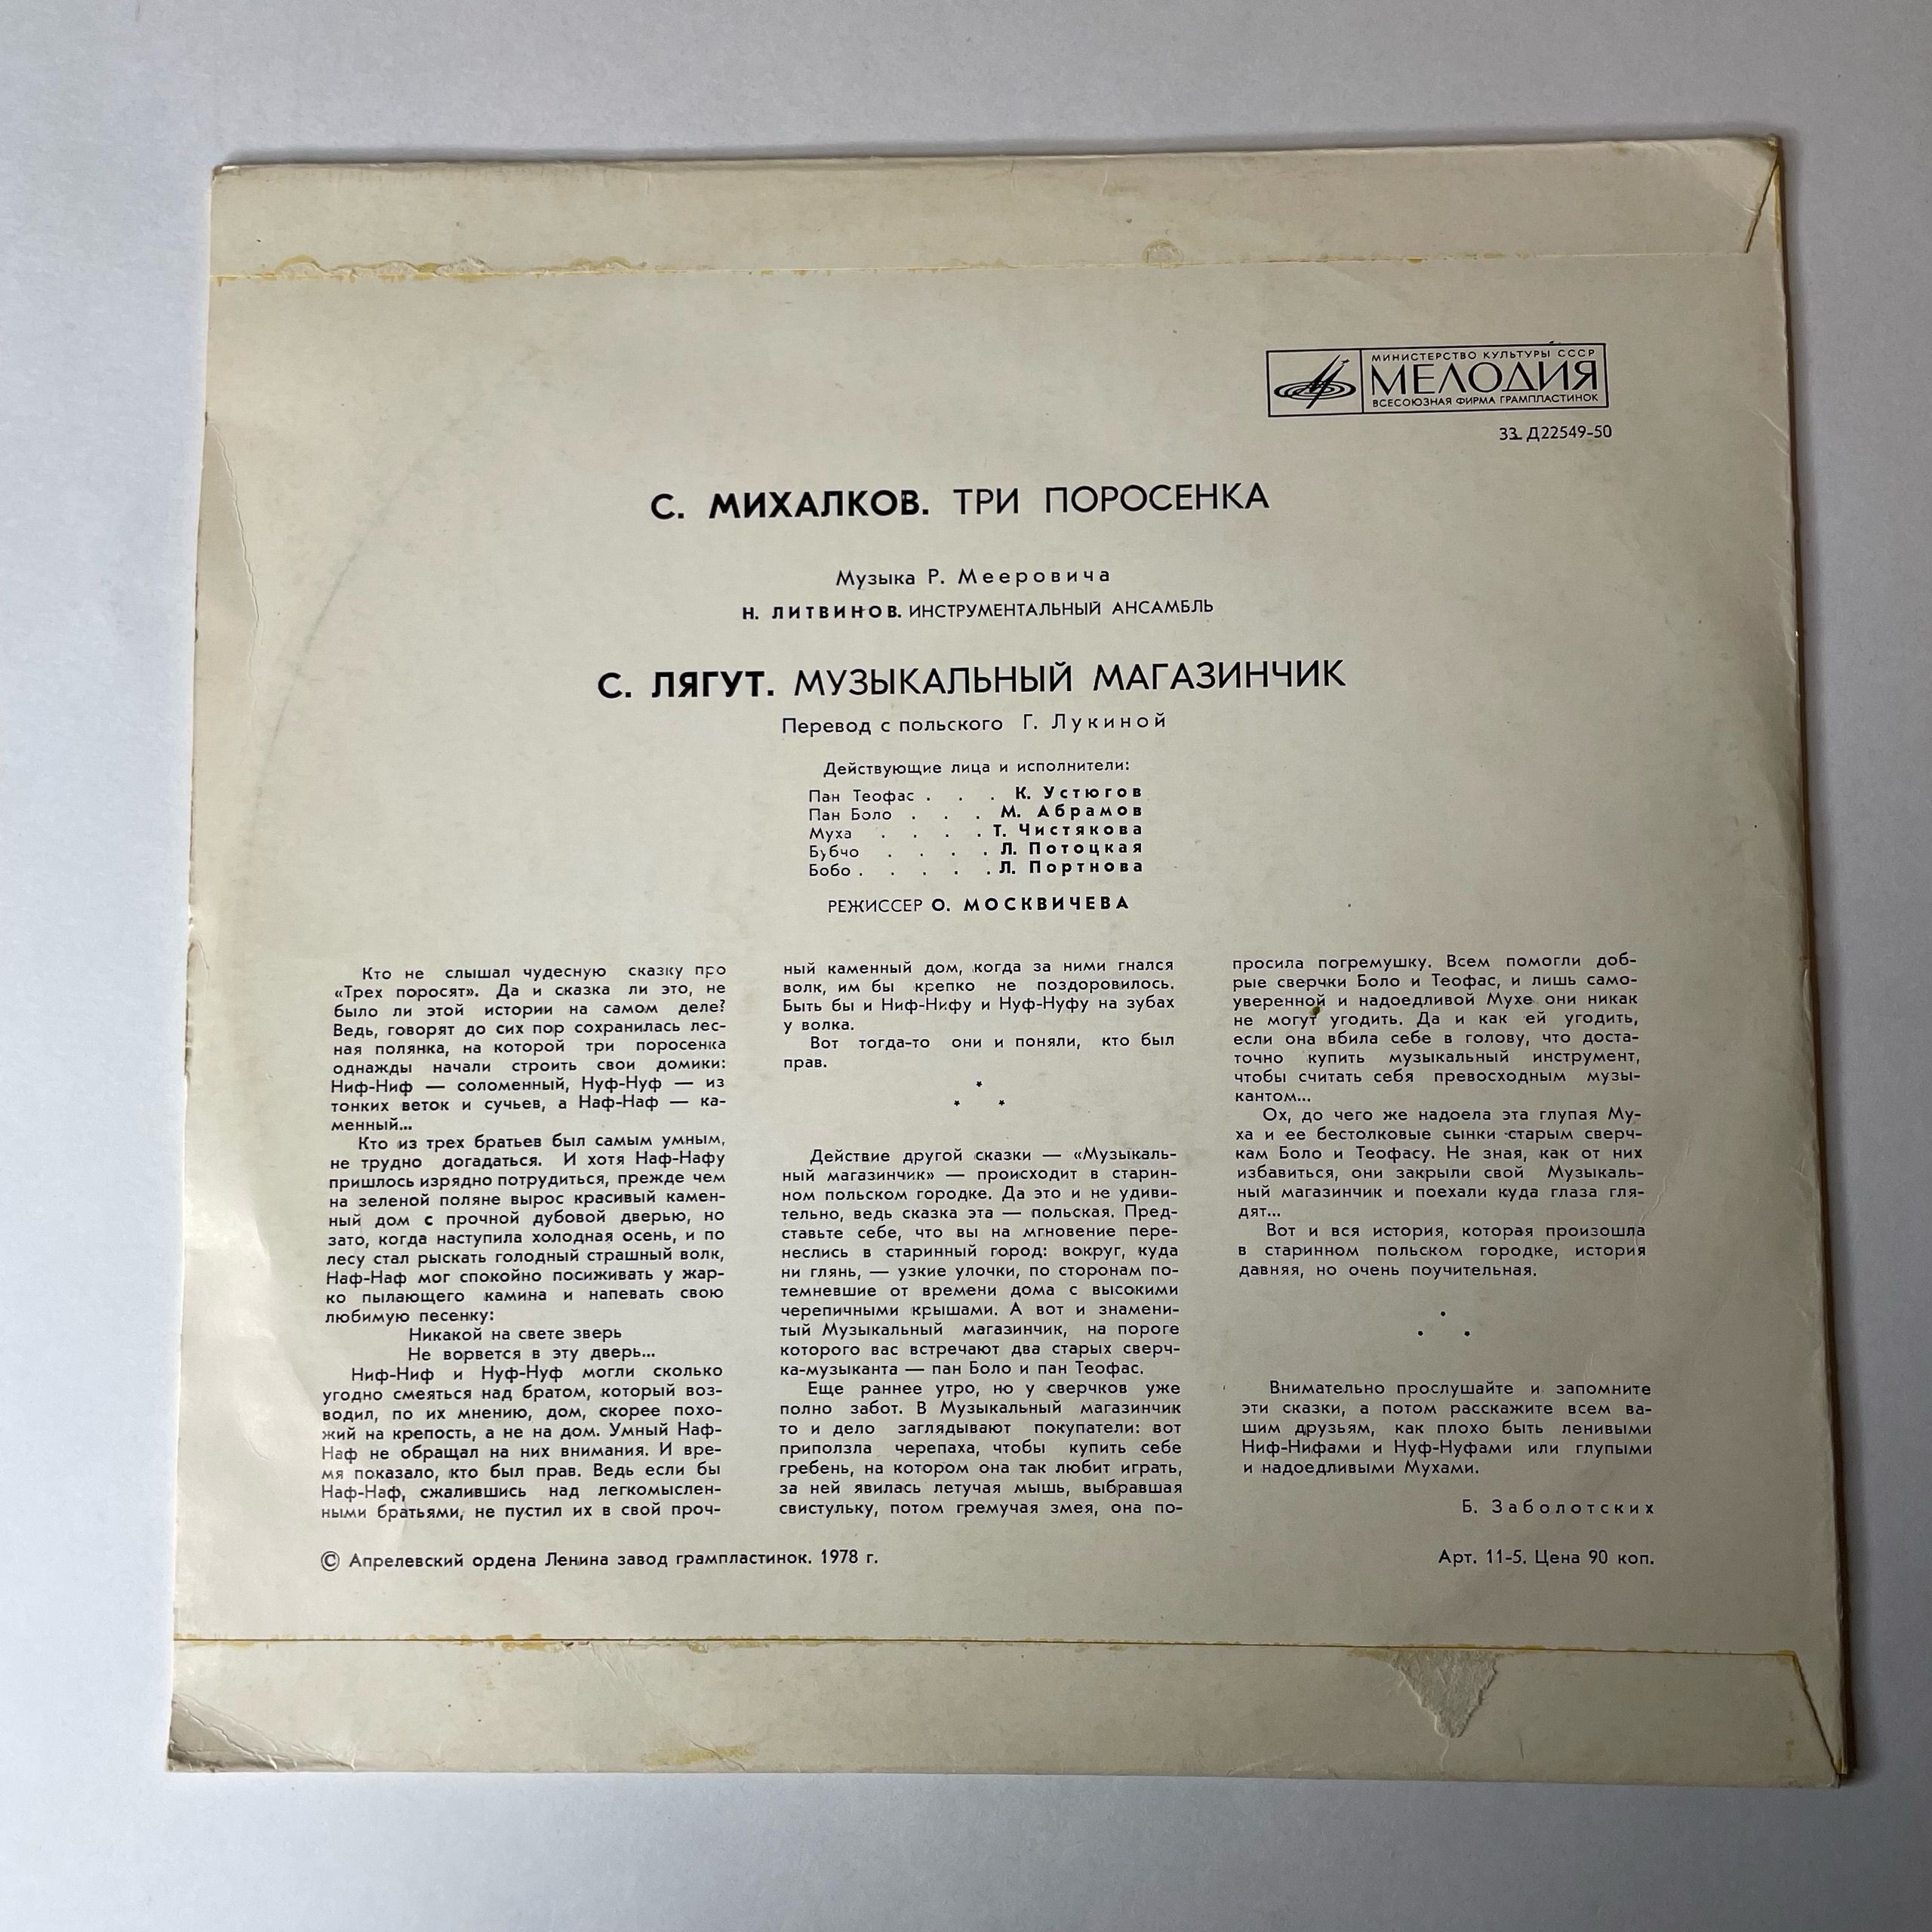 МИНИСТЕРСТВО КУЛЬТУРЫ СССР
МЕЛОДИЯ
ВСЕСОЮЗНАЯ ФИРМА ГРАМПЛАСТИНОК
33 Д22549-50
С. МИХАЛКОВ. ТРИ ПОРОСЕНКА
Музыка Р. Мееровича
Н. ЛИТВИНОВ. ИНСТРУМЕНТАЛЬНЫЙ АНСАМБЛЬ
С. ЛЯГУТ. МУЗЫКАЛЬНЫЙ МАГАЗИНЧИК
Перевод с польского Г. Лукиной
Действующие лица и исполнители:
Пан Теофас . . . К. Устюгов
Пан Боло . . . М. Абрамов
Муха . . . . Т. Чистякова
Бубчо . . . . Л. Потоцкая
Бобо . . . . . Л. Портнова
РЕЖИССЕР О. МОСКВИЧЕВА
Кто не слышал чудесную сказку про
«Трех поросят». Да и сказка ли это, не
было ли этой истории на самом деле?
Ведь, говорят до сих пор сохранилась лес-
ная полянка, на которой три поросенка
однажды начали строить свои домики:
Ниф-Ниф — соломенный, Нуф-Нуф — из
тонких веток и сучьев, а Наф-Наф — ка-
менный...
Кто из трех братьев был самым умным,
не трудно догадаться. И хотя Наф-Нафу
пришлось изрядно потрудиться, прежде чем
на зеленой поляне вырос красивый камен-
ный дом с прочной дубовой дверью, но
зато, когда наступила холодная осень, и по
лесу стал рыскать голодный страшный волк,
Наф-Наф мог спокойно посиживать у жар-
ко пылающего камина и напевать свою
любимую песенку:
Никакой на свете зверь
Не ворвется в эту дверь...
Ниф-Ниф и Нуф-Нуф могли сколько
угодно смеяться над братом, который воз-
водил, по их мнению, дом, скорее похо-
жий на крепость, а не на дом. Умный Наф-
Наф не обращал на них внимания. И вре-
мя показало, кто был прав. Ведь если бы
Наф-Наф, сжалившись над легкомыслен-
ными братьями, не пустил их в свой проч-
ный каменный дом, когда за ними гнался
волк, им бы крепко не поздоровилось.
Быть бы и Ниф-Нифу и Нуф-Нуфу на зубах
у волка.
Вот тогда-то они и поняли, кто был
прав.
*
* *
Действие другой сказки — «Музыкаль-
ный магазинчик» — происходит в старин-
ном польском городке. Да это и не удиви-
тельно, ведь сказка эта — польская. Пред-
ставьте себе, что вы на мгновение пере-
неслись в старинный город: вокруг, куда
ни глянь, — узкие улочки, по сторонам по-
темневшие от времени дома с высокими
черепичными крышами. А вот и знамени-
тый Музыкальный магазинчик, на пороге
которого вас встречают два старых сверч-
ка-музыканта — пан Боло и пан Теофас.
Еще раннее утро, но у сверчков уже
полно забот. В Музыкальный магазинчик
то и дело заглядывают покупатели: вот
приползла черепаха, чтобы купить себе
гребень, на котором она так любит играть,
за ней явилась летучая мышь, выбравшая
свистульку, потом гремучая змея, она по-
просила погремушку. Всем помогли доб-
рые сверчки Боло и Теофас, и лишь само-
уверенной и надоедливой Мухе они никак
не могут угодить. Да и как ей угодить,
если она вбила себе в голову, что доста-
точно купить музыкальный инструмент,
чтобы считать себя превосходным музы-
кантом...
Ох, до чего же надоела эта глупая Му-
ха и ее бестолковые сынки старым сверч-
кам Боло и Теофасу. Не зная, как от них
избавиться, они закрыли свой Музыкаль-
ный магазинчик и поехали куда глаза гля-
дят...
Вот и вся история, которая произошла
в старинном польском городке, история
давняя, но очень поучительная.
*
* *
Внимательно прослушайте и запомните
эти сказки, а потом расскажите всем ва-
шим друзьям, как плохо быть ленивыми
Ниф-Нифами и Нуф-Нуфами или глупыми
и надоедливыми Мухами.
Б. Заболотских
© Апрелевский ордена Ленина завод грампластинок. 1978 г.
Арт. 11-5. Цена 90 коп.